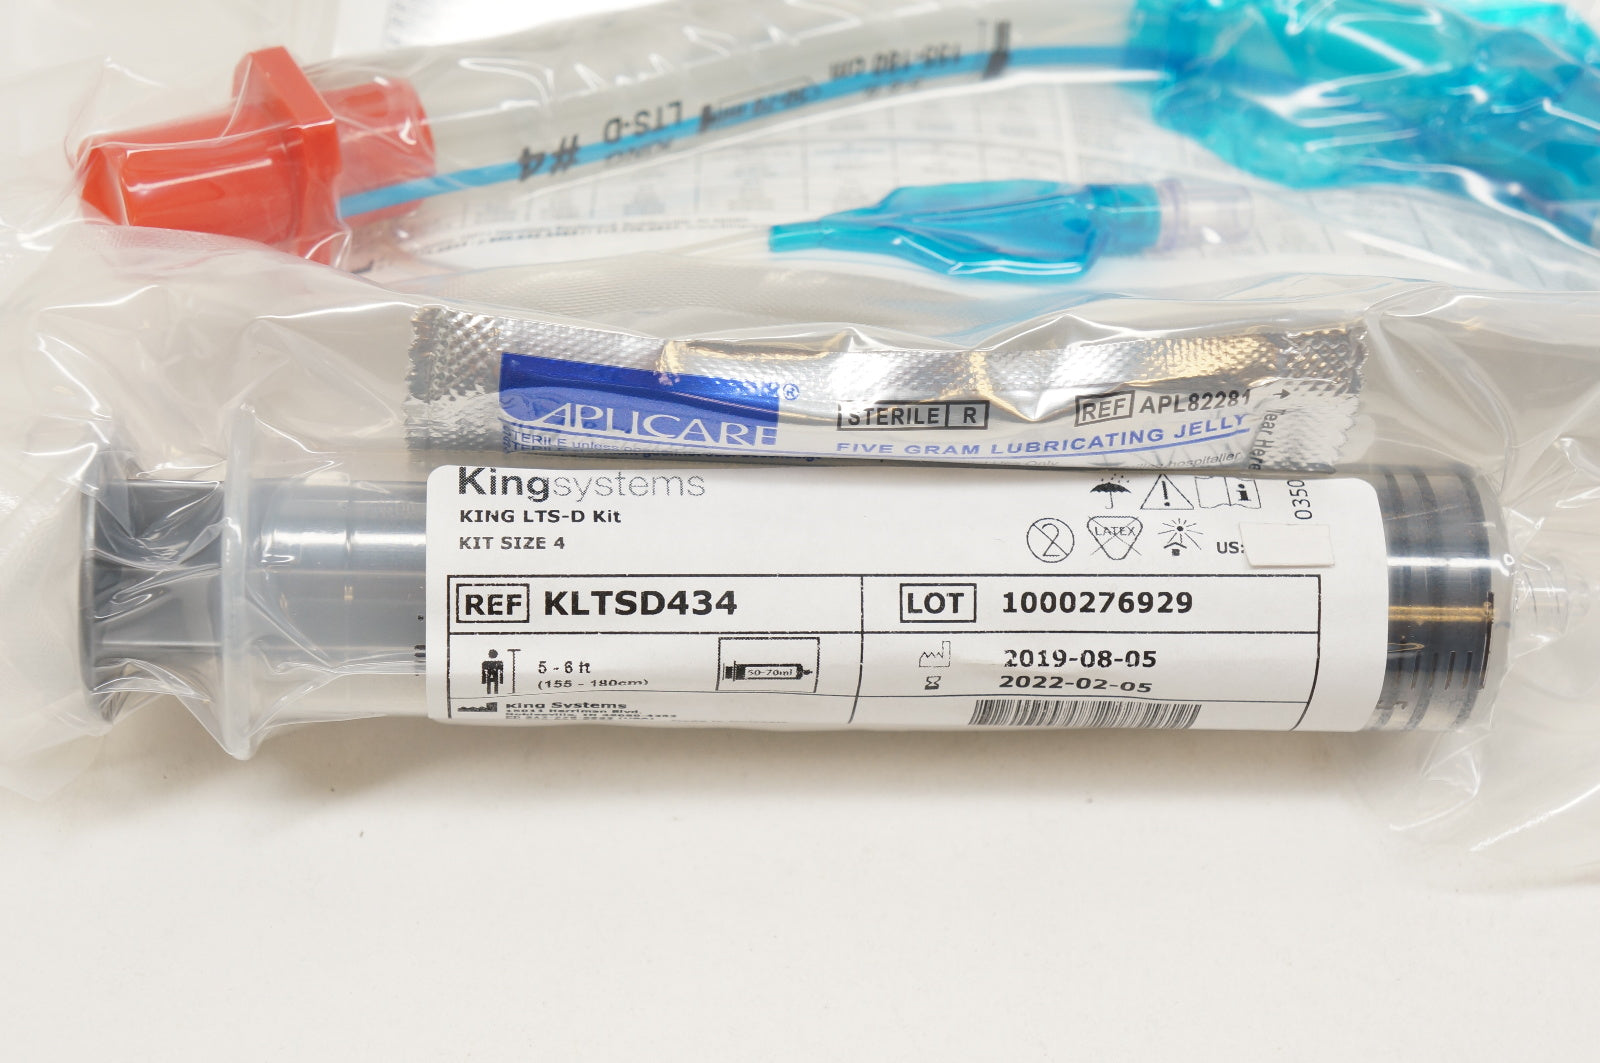 #4
LTS-D
APLICARE®
STERILE R
REF APL82281
FIVE GRAM LUBRICATING JELLY
Tear Here
Kingsystems
KING LTS-D Kit
KIT SIZE 4
LATEX
2
US:
0350
REF KLTSD434
LOT 1000276929
5 - 6 ft
(155 - 180cm)
50-70ml
2019-08-05
2022-02-05
King Systems